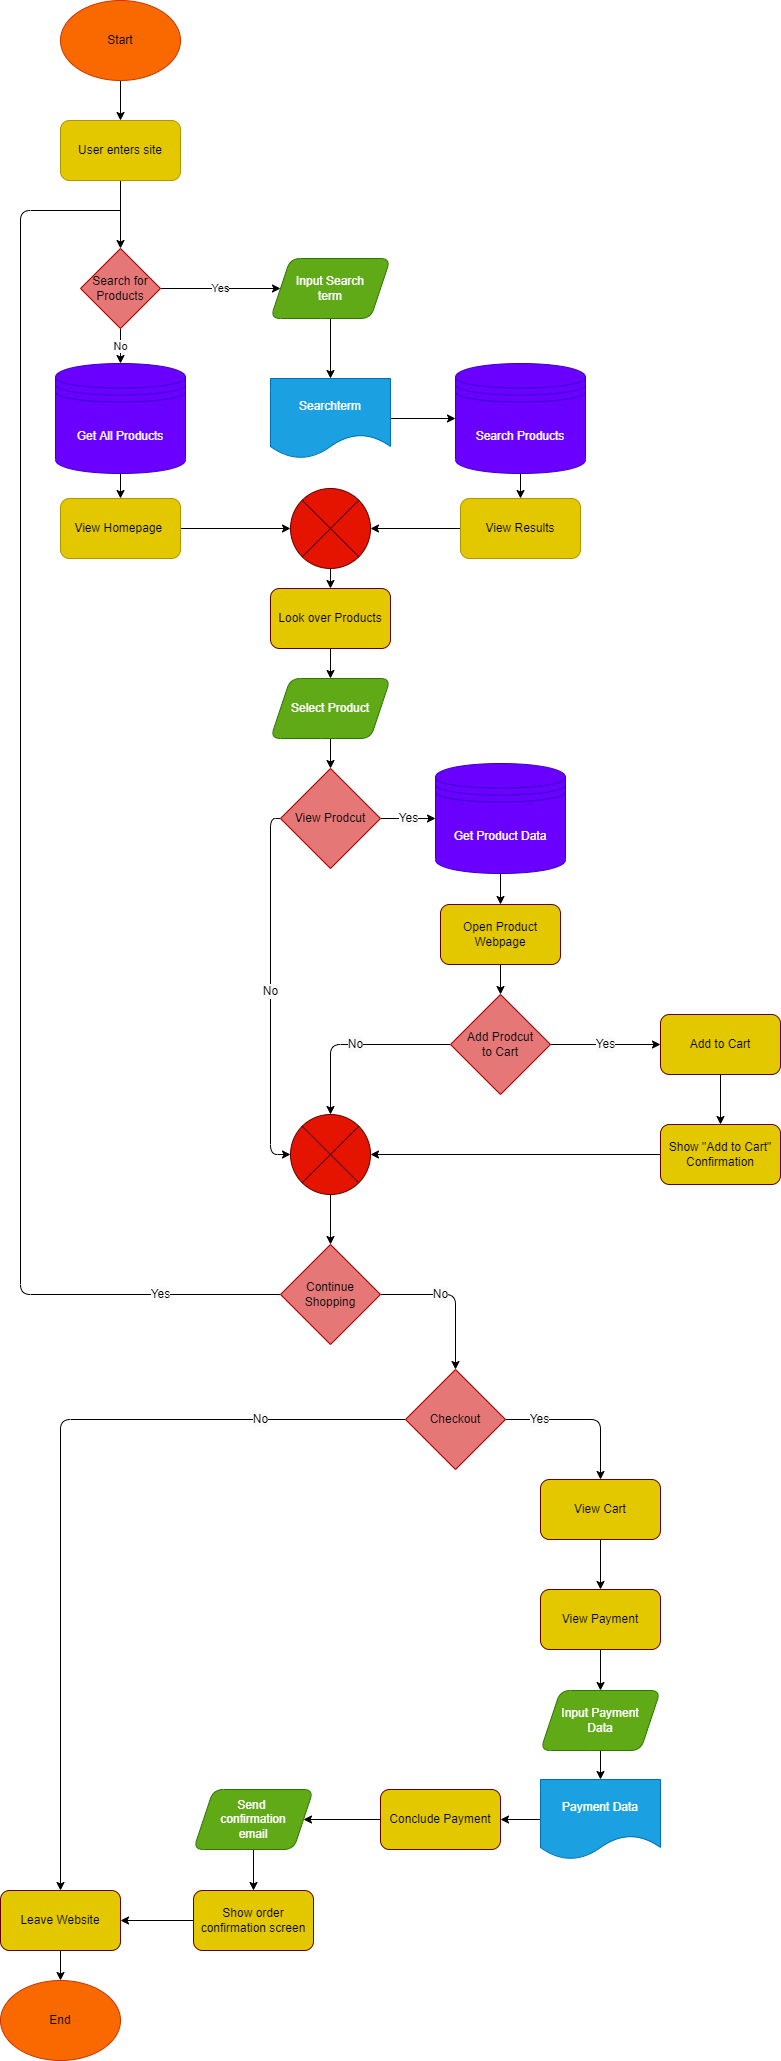 Start
User enters site
Search for
Products
Yes
Input Search
term
No
Searchterm
Get All Products
Search Products
View Homepage
View Results
Look over Products
Select Product
View Prodcut
Yes
Get Product Data
Open Product
Webpage
No
Add Prodcut
to Cart
No
Yes
Add to Cart
Show "Add to Cart"
Confirmation
Continue
Shopping
Yes
No
Checkout
No
Yes
View Cart
View Payment
Input Payment
Data
Payment Data
Conclude Payment
Send
confirmation
email
Show order
confirmation screen
Leave Website
End